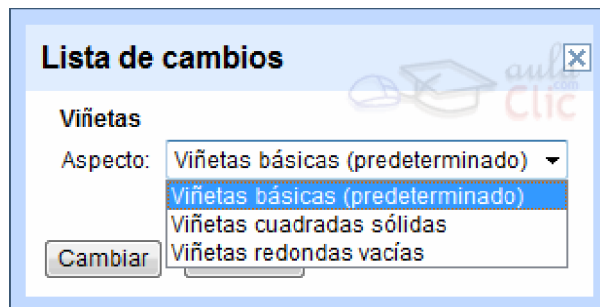 Lista de cambios
aula
.com
Clic
Viñetas
Aspecto: Viñetas básicas (predeterminado)
Viñetas básicas (predeterminado)
Viñetas cuadradas sólidas
Viñetas redondas vacías
Cambiar